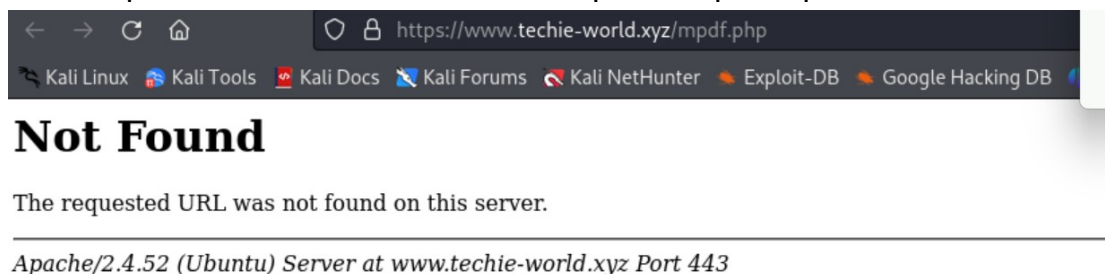 https://www.techie-world.xyz/mpdf.php
Kali Linux Kali Tools Kali Docs Kali Forums Kali NetHunter Exploit-DB Google Hacking DB
Not Found
The requested URL was not found on this server.
Apache/2.4.52 (Ubuntu) Server at www.techie-world.xyz Port 443